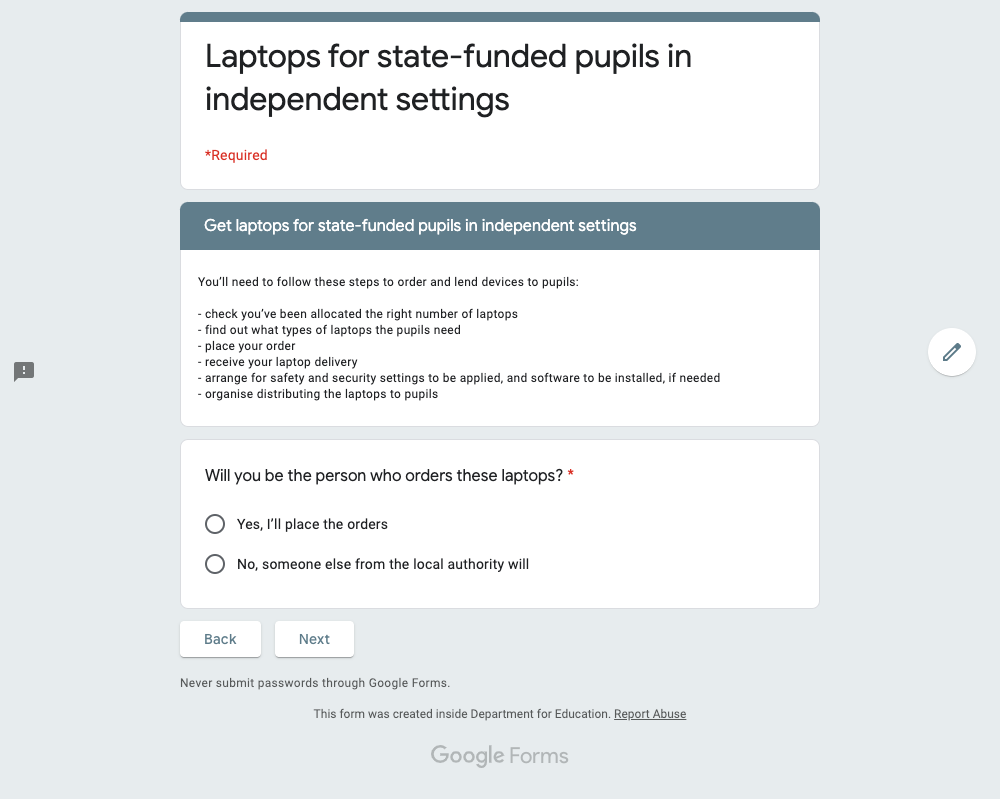 Laptops for state-funded pupils in
independent settings
*Required
Get laptops for state-funded pupils in independent settings
You’ll need to follow these steps to order and lend devices to pupils:
- check you’ve been allocated the right number of laptops
- find out what types of laptops the pupils need
- place your order
- receive your laptop delivery
- arrange for safety and security settings to be applied, and software to be installed, if needed
- organise distributing the laptops to pupils
Will you be the person who orders these laptops? *
Yes, I’ll place the orders
No, someone else from the local authority will
Back Next
Never submit passwords through Google Forms.
This form was created inside Department for Education. Report Abuse
Google Forms